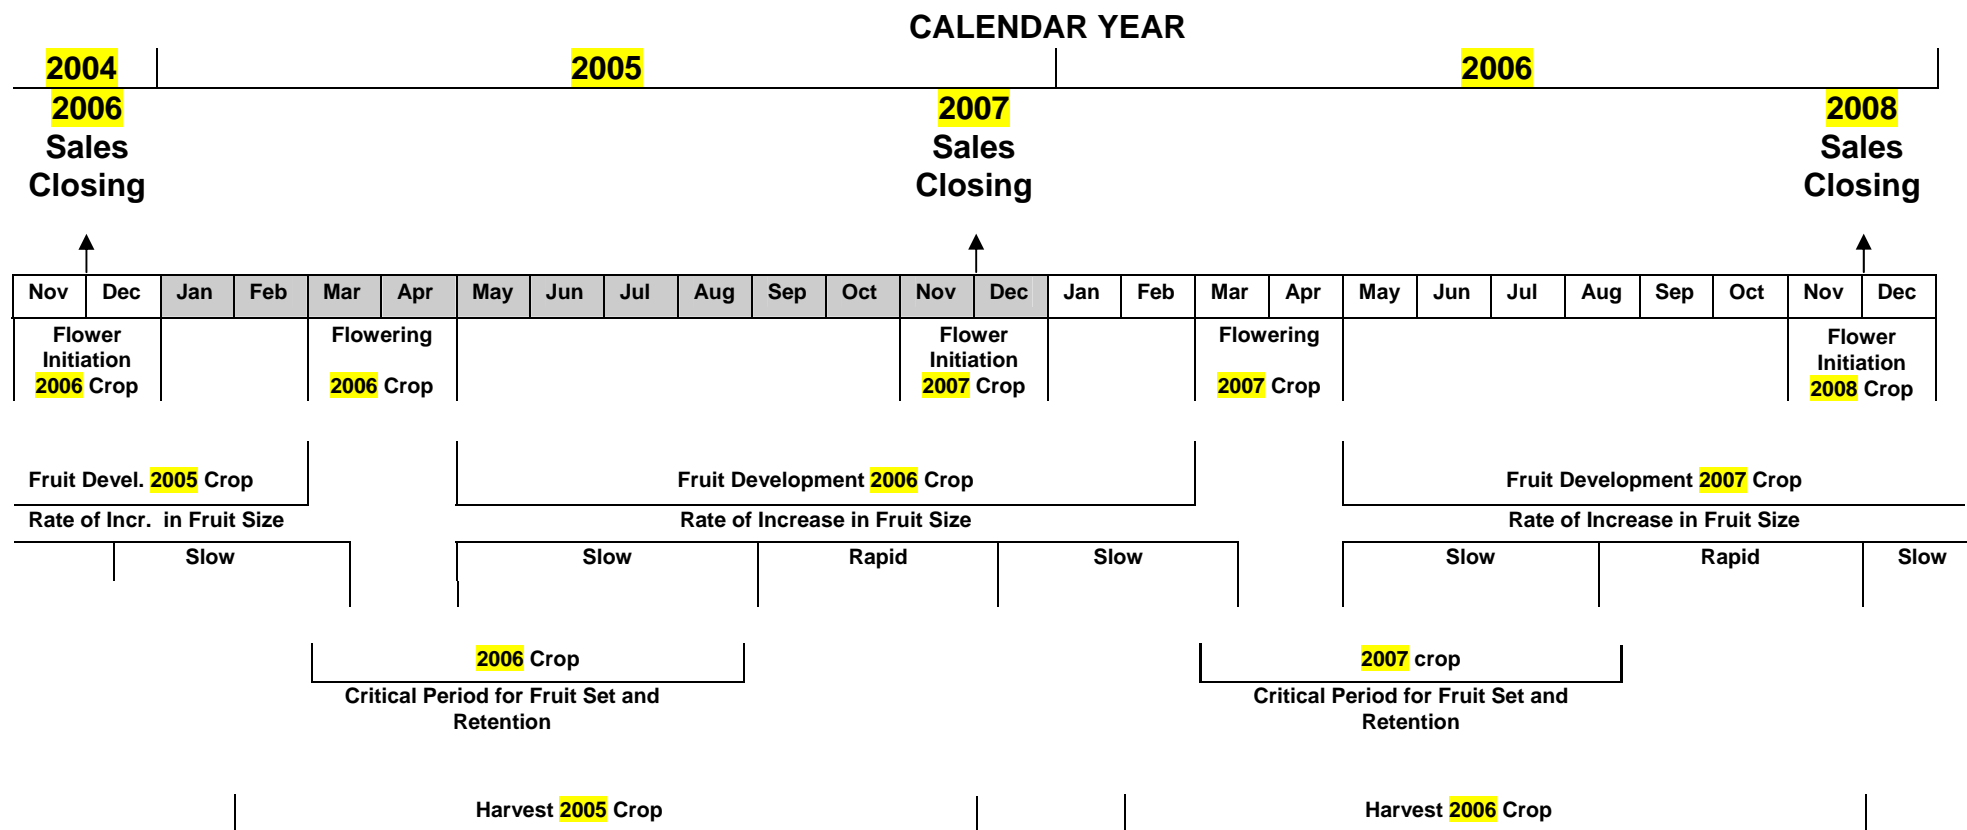 CALENDAR YEAR
2004 2005 2006
2006 2007 2008
Sales Sales Sales
Closing Closing Closing
Nov Dec Jan Feb Mar Apr May Jun Jul Aug Sep Oct Nov Dec Jan Feb Mar Apr May Jun Jul Aug Sep Oct Nov Dec
Flower Flowering Flower Flowering Flower
Initiation Initiation Initiation
2006 Crop 2006 Crop 2007 Crop 2007 Crop 2008 Crop
Fruit Devel. 2005 Crop Fruit Development 2006 Crop Fruit Development 2007 Crop
Rate of Incr. in Fruit Size Rate of Increase in Fruit Size Rate of Increase in Fruit Size
Slow Slow Rapid Slow Slow Rapid Slow
2006 Crop 2007 crop
Critical Period for Fruit Set and Critical Period for Fruit Set and
Retention Retention
Harvest 2005 Crop Harvest 2006 Crop